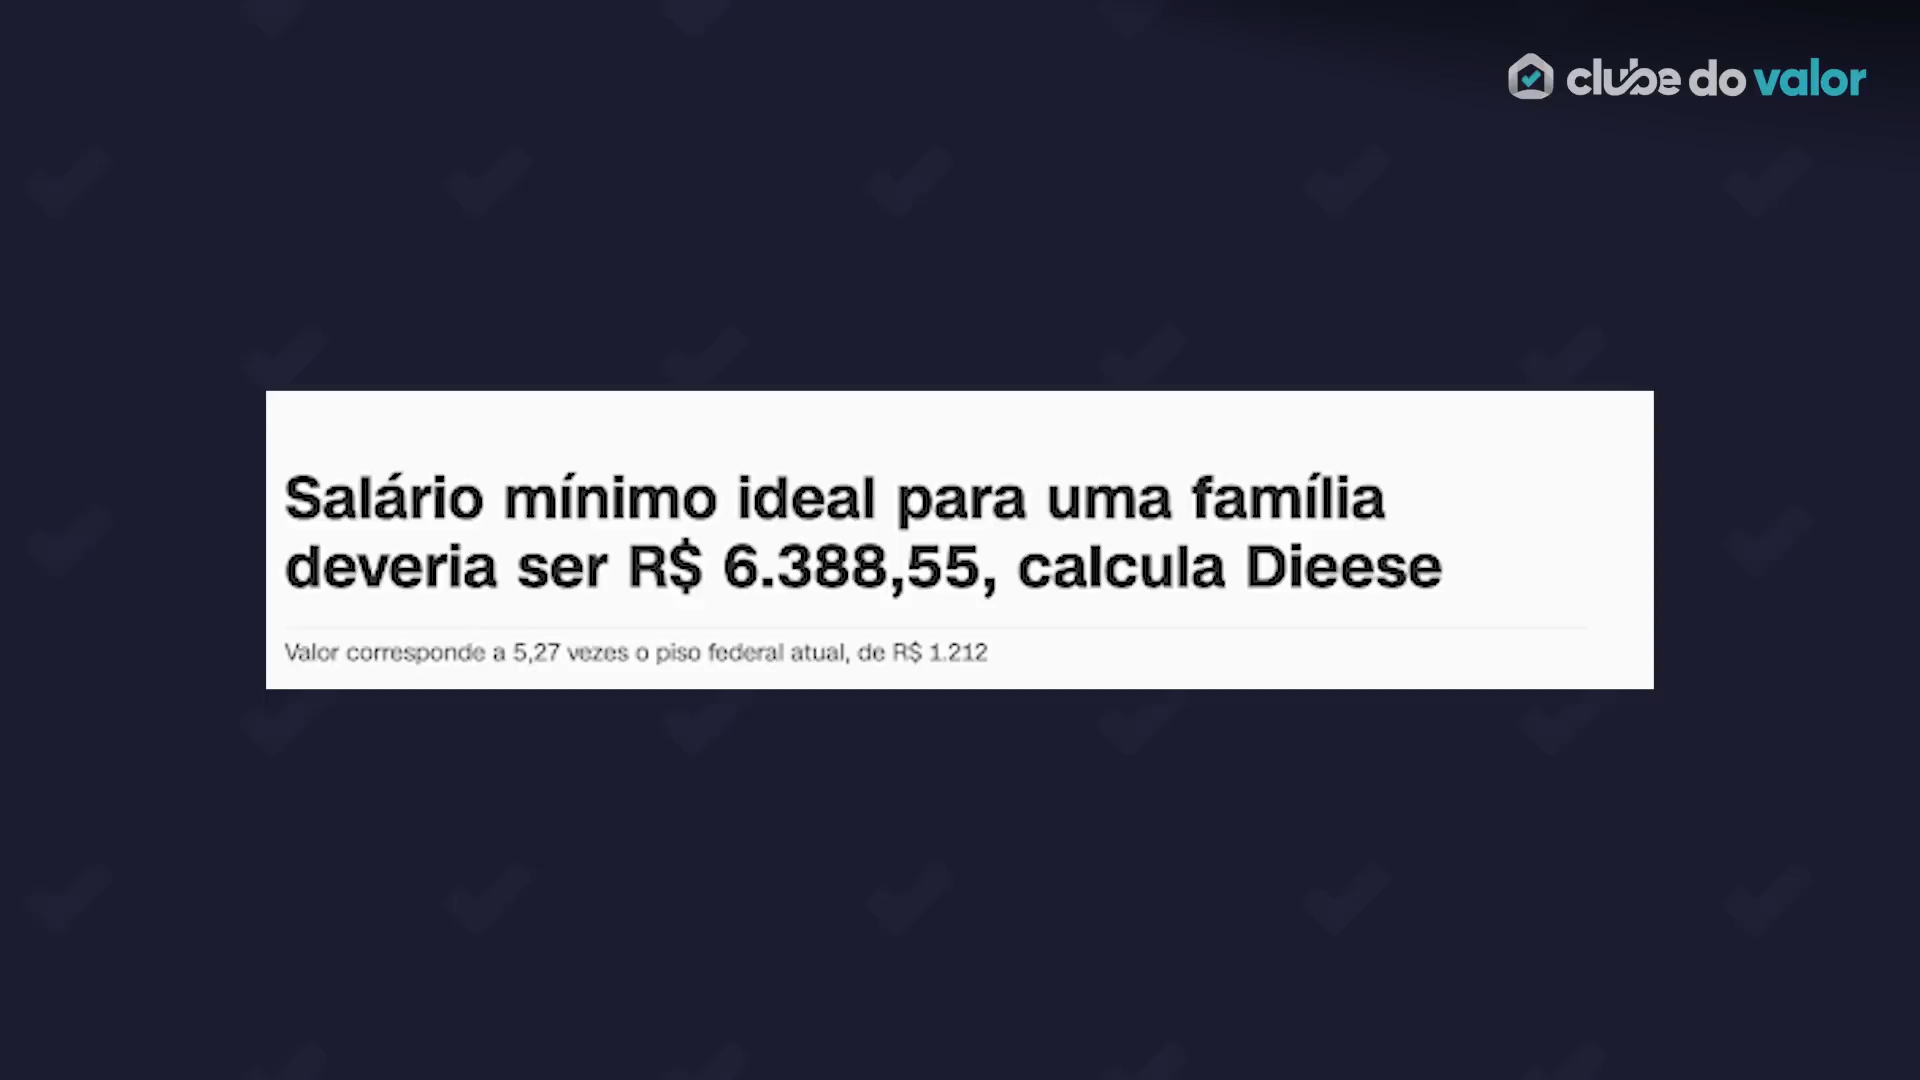 clube do valor
Salário mínimo ideal para uma família
deveria ser R$ 6.388,55, calcula Dieese
Valor corresponde a 5,27 vezes o piso federal atual, de R$ 1.212